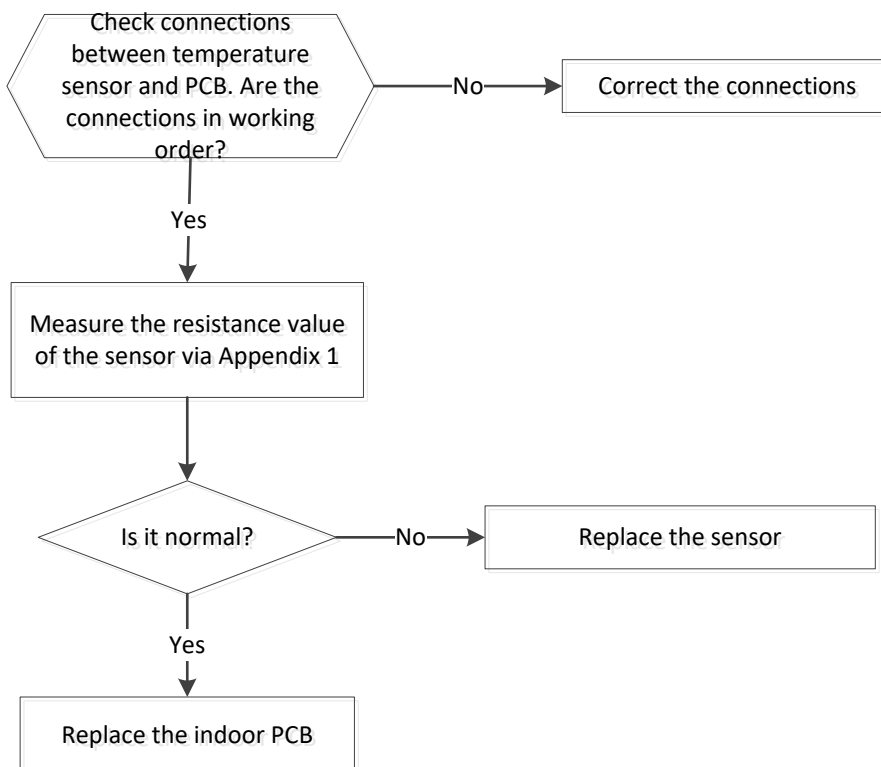 Check connections
between temperature
sensor and PCB. Are the
connections in working
order?
No
Correct the connections
Yes
Measure the resistance value
of the sensor via Appendix 1
Is it normal?
No
Replace the sensor
Yes
Replace the indoor PCB